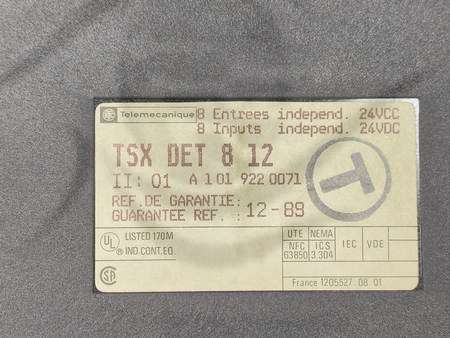 Telemecanique 8 Entrees independ. 24VCC
8 Inputs independ. 24VDC
TSX DET 8 12
II: 01 A 1 01 922 0071
REF. DE GARANTIE:
GUARANTEE REF. : 12-89
T
UL LISTED 170M
IND.CONT.EQ.
UTE NEMA IEC VDE
NFC ICS
63850 3.304
France 1205527.08 01